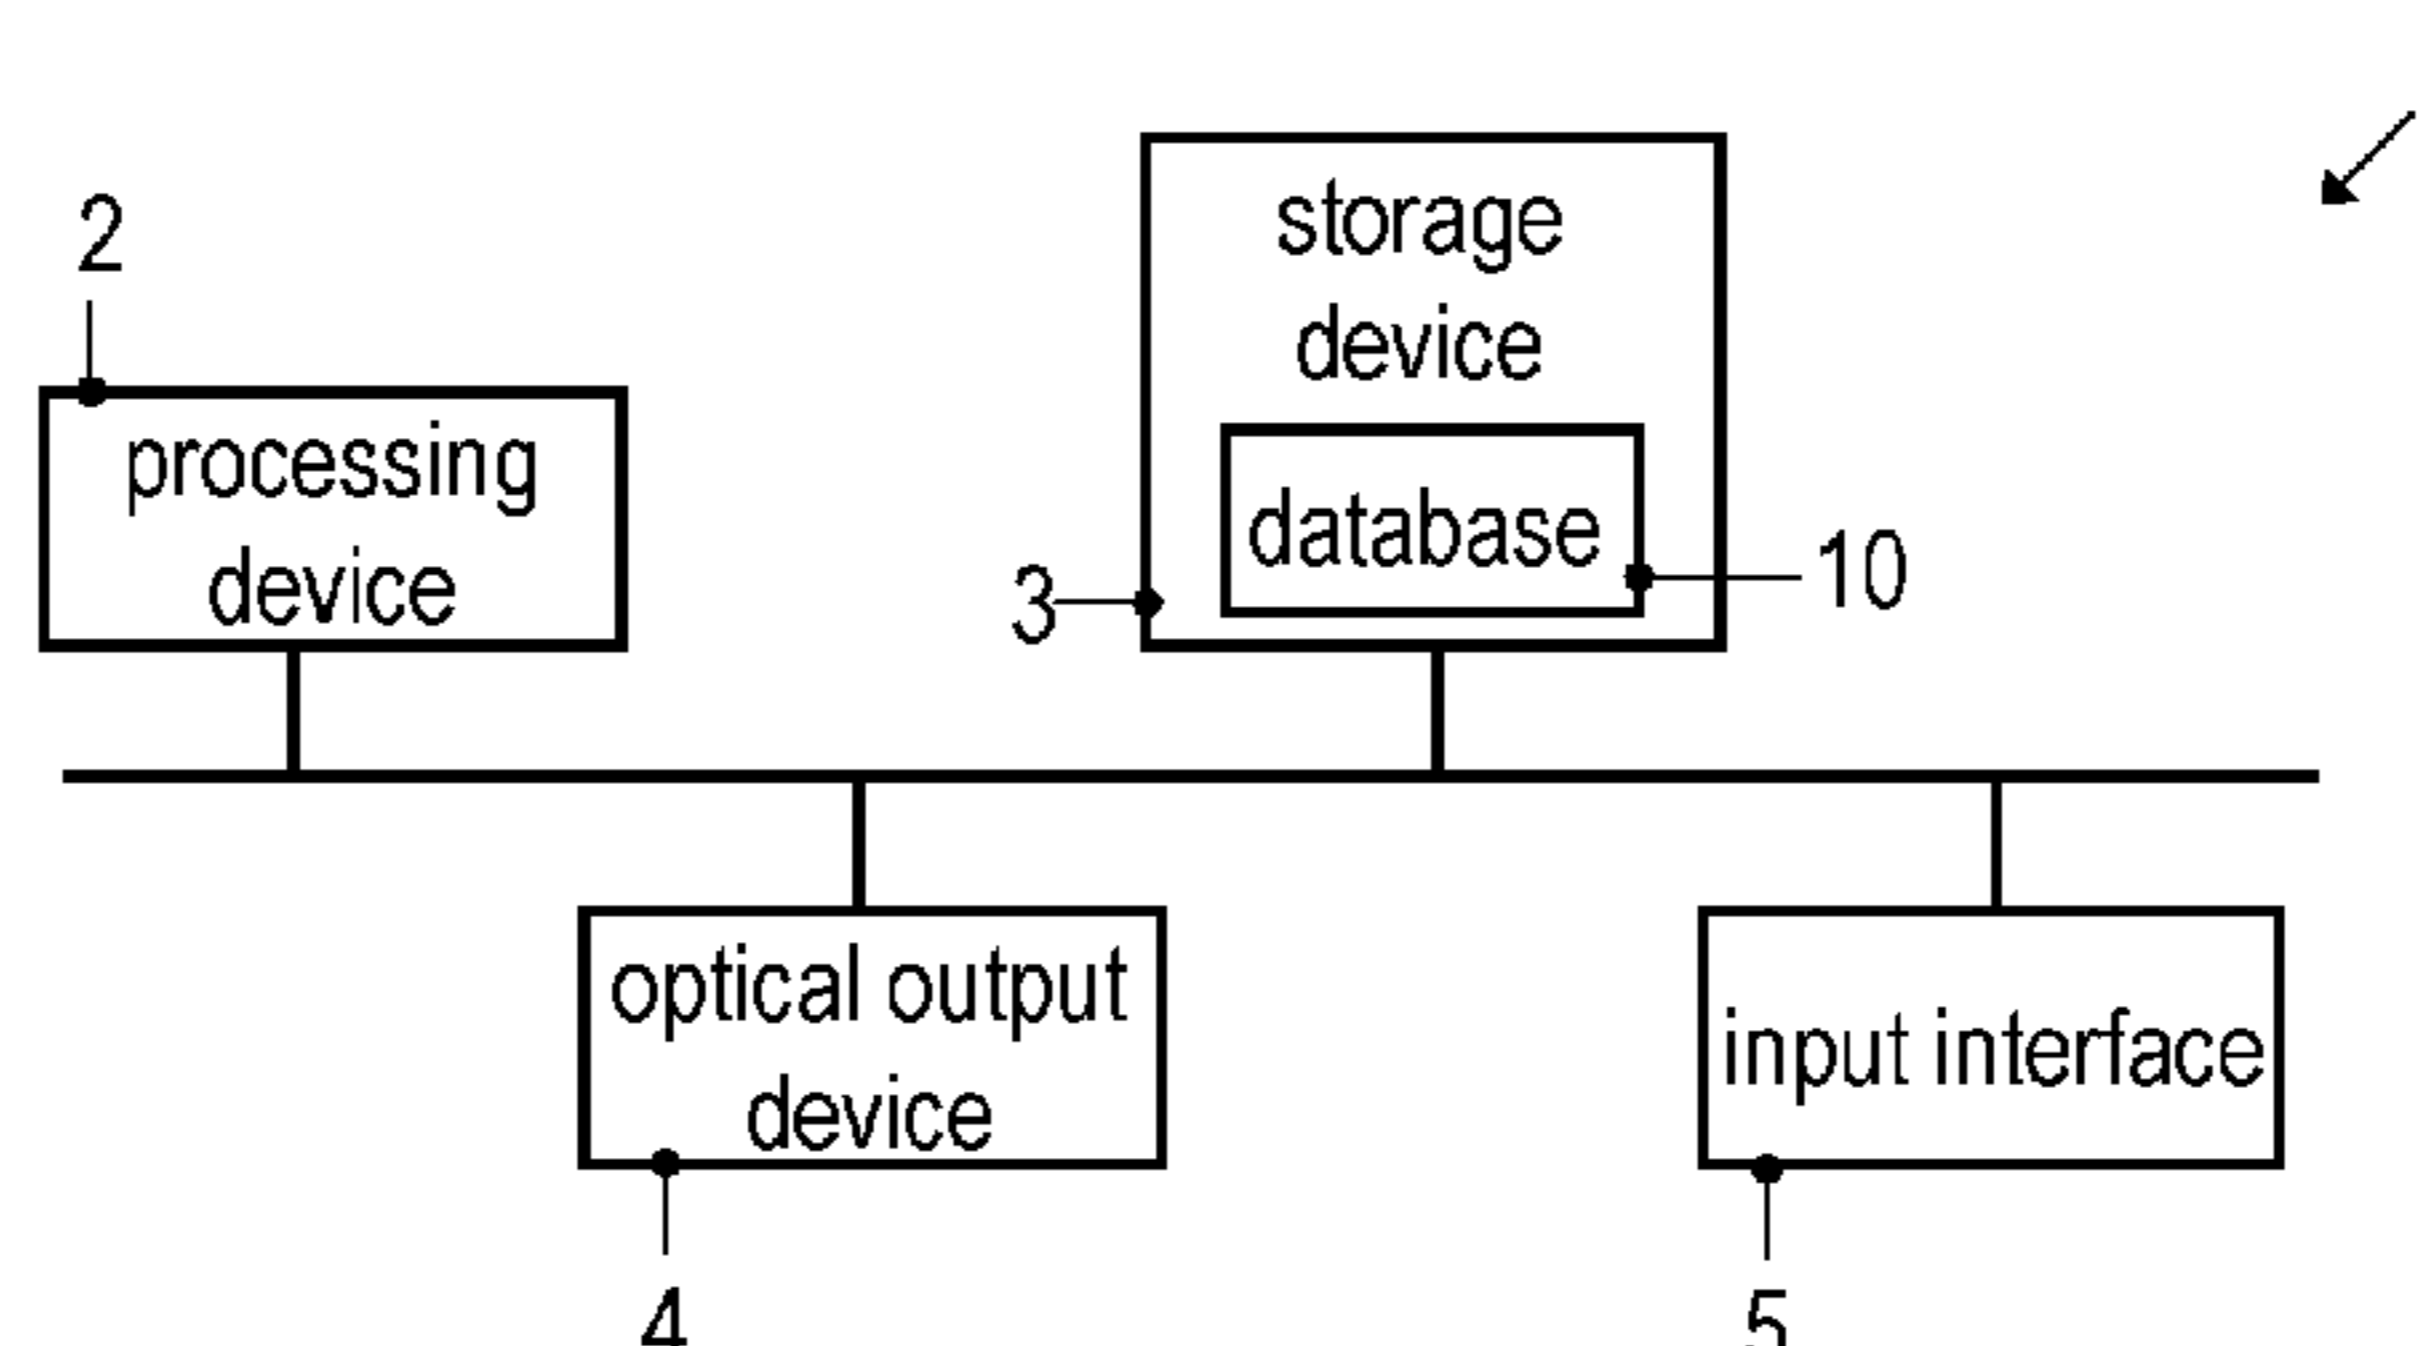 2
storage
device
processing
device
database
3
10
optical output
device
input interface
4
5